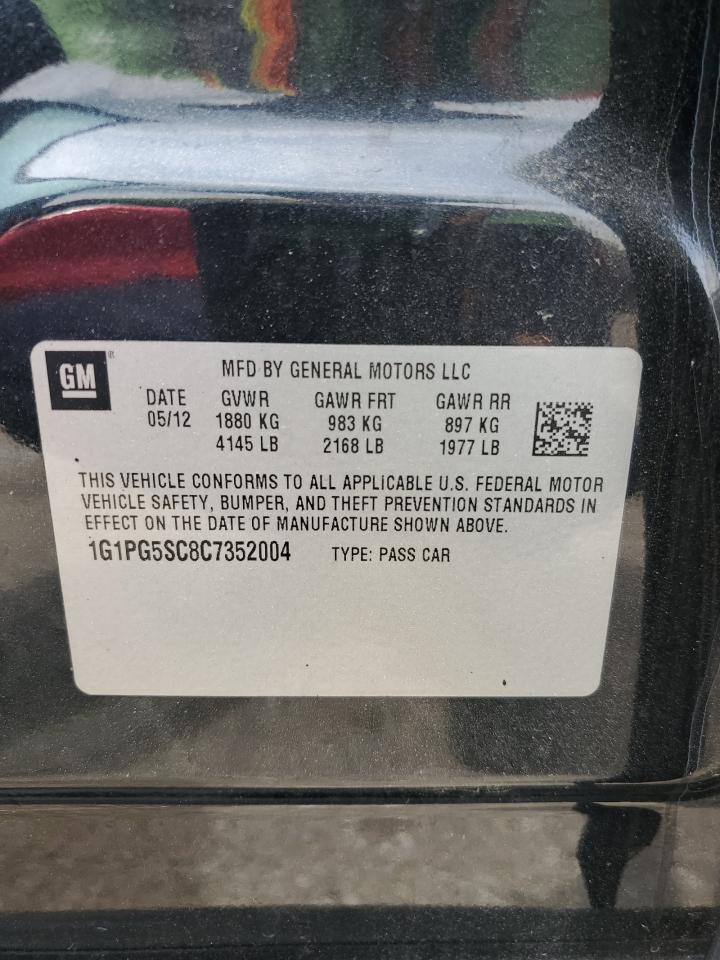 GM ®
MFD BY GENERAL MOTORS LLC
DATE GVWR GAWR FRT GAWR RR
05/12 1880 KG 983 KG 897 KG
4145 LB 2168 LB 1977 LB
THIS VEHICLE CONFORMS TO ALL APPLICABLE U.S. FEDERAL MOTOR
VEHICLE SAFETY, BUMPER, AND THEFT PREVENTION STANDARDS IN
EFFECT ON THE DATE OF MANUFACTURE SHOWN ABOVE.
1G1PG5SC8C7352004 TYPE: PASS CAR